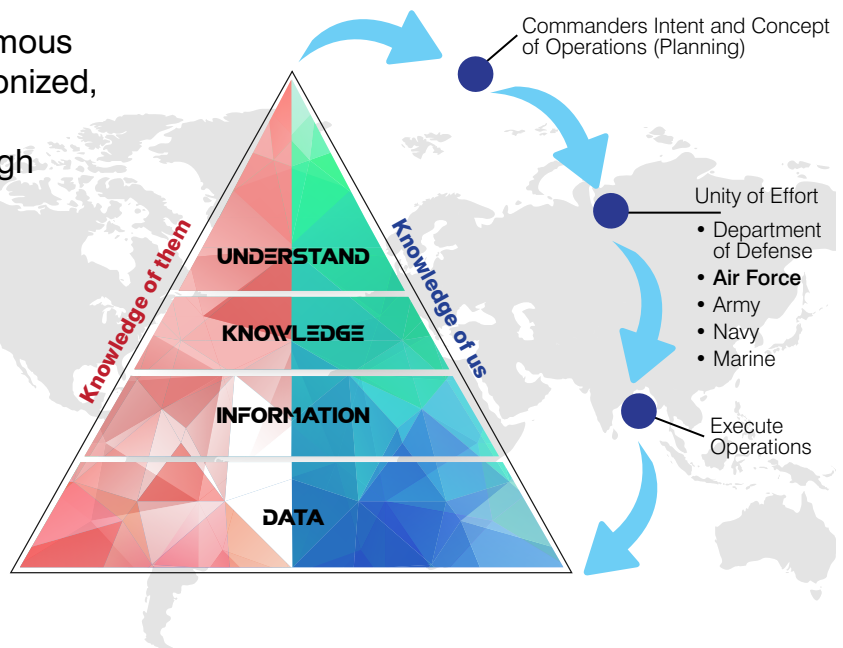 mous
onized,
gh
Commanders Intent and Concept
of Operations (Planning)
Unity of Effort
• Department
of Defense
• Air Force
• Army
• Navy
• Marine
Execute
Operations
Knowledge of them
Knowledge of us
UNDERSTAND
KNOWLEDGE
INFORMATION
DATA